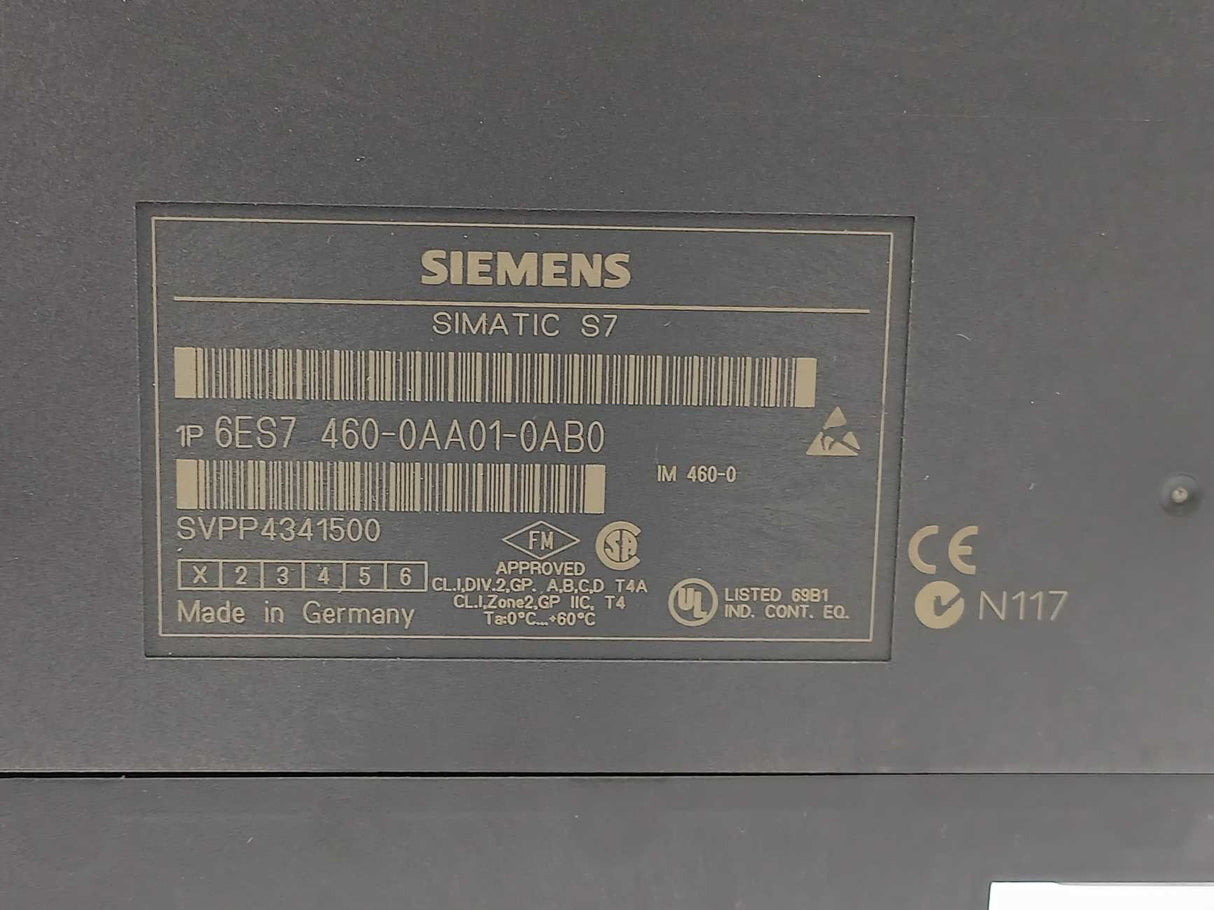 SIEMENS
SIMATIC S7
1P 6ES7 460-0AA01-0AB0
IM 460-0
SVPP4341500
X 2 3 4 5 6
Made in Germany
FM
APPROVED
CL.I,DIV.2,GP. A,B,C,D T4A
CL.I,Zone2,GP IIC, T4
Ta:0°C...+60°C
SA
UL
LISTED 69B1
IND. CONT. EQ.
CE
N117